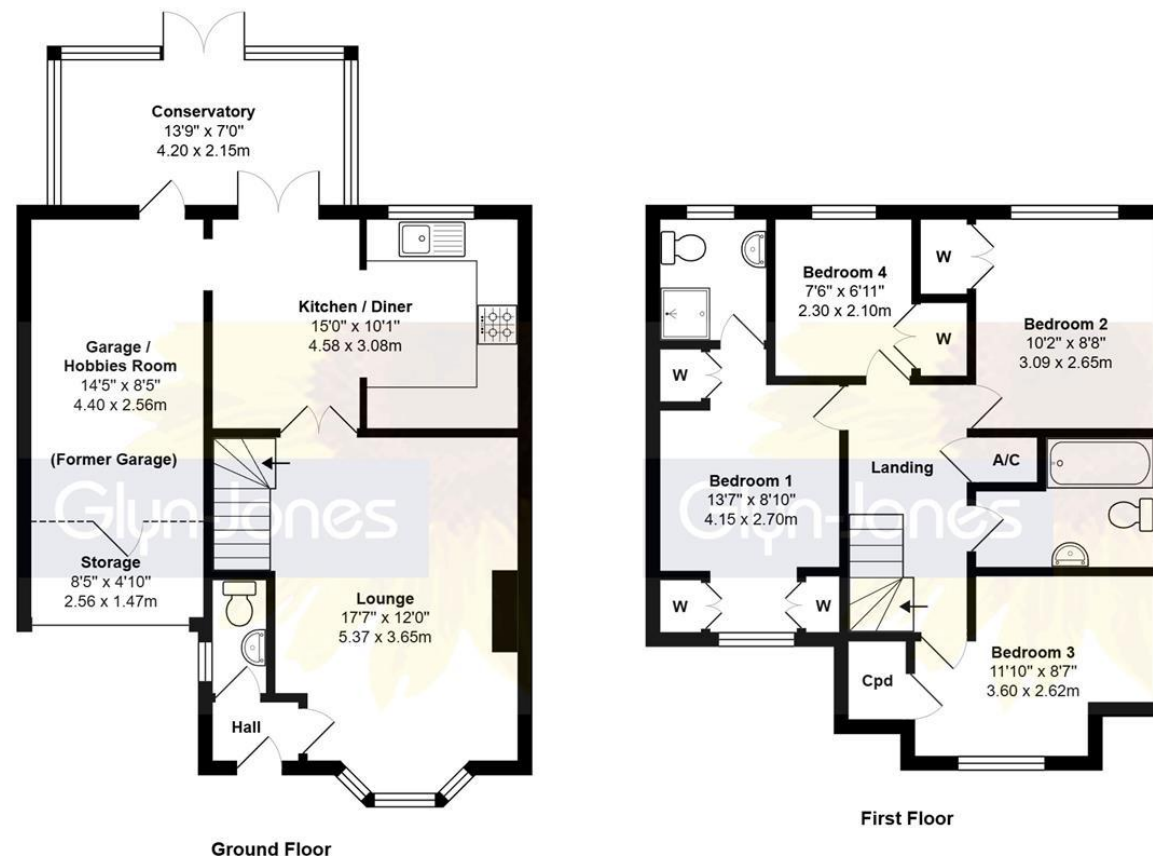 Conservatory
13'9" x 7'0"
4.20 x 2.15m
Kitchen / Diner
15'0" x 10'1"
4.58 x 3.08m
Garage /
Hobbies Room
14'5" x 8'5"
4.40 x 2.56m
(Former Garage)
Glyn-Jones
Storage
8'5" x 4'10"
2.56 x 1.47m
Lounge
17'7" x 12'0"
5.37 x 3.65m
Hall
Ground Floor
W
Bedroom 4
7'6" x 6'11"
2.30 x 2.10m
W
Bedroom 2
10'2" x 8'8"
3.09 x 2.65m
W
A/C
Landing
Bedroom 1
13'7" x 8'10"
4.15 x 2.70m
Glyn-Jones
W
W
Bedroom 3
11'10" x 8'7"
3.60 x 2.62m
Cpd
First Floor